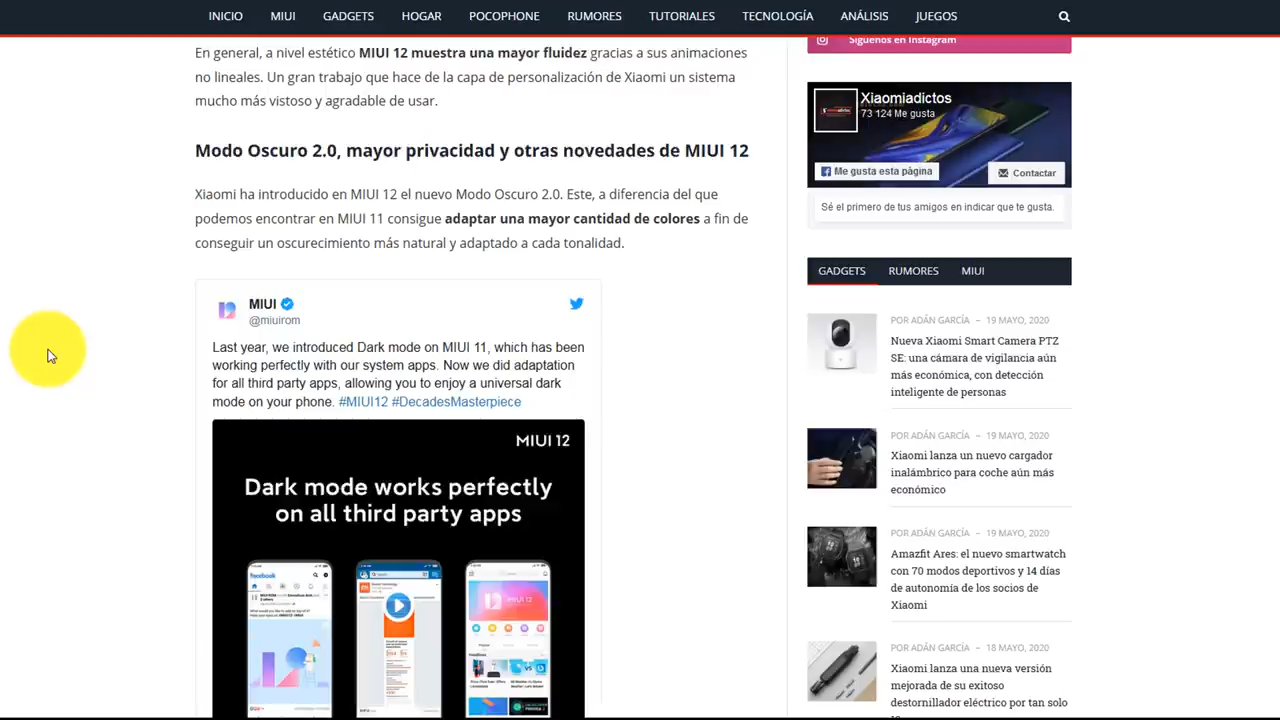 INICIO MIUI GADGETS HOGAR POCOPHONE RUMORES TUTORIALES TECNOLOGÍA ANÁLISIS JUEGOS
En general, a nivel estético MIUI 12 muestra una mayor fluidez gracias a sus animaciones
no lineales. Un gran trabajo que hace de la capa de personalización de Xiaomi un sistema
mucho más vistoso y agradable de usar.
Modo Oscuro 2.0, mayor privacidad y otras novedades de MIUI 12
Xiaomi ha introducido en MIUI 12 el nuevo Modo Oscuro 2.0. Este, a diferencia del que
podemos encontrar en MIUI 11 consigue adaptar una mayor cantidad de colores a fin de
conseguir un oscurecimiento más natural y adaptado a cada tonalidad.
MIUI
@miuirom
Last year, we introduced Dark mode on MIUI 11, which has been
working perfectly with our system apps. Now we did adaptation
for all third party apps, allowing you to enjoy a universal dark
mode on your phone. #MIUI12 #DecadesMasterpiece
MIUI 12
Dark mode works perfectly
on all third party apps
facebook
MIUI 12
Síguenos en Instagram
Xiaomiadictos
73 124 Me gusta
Me gusta esta página
Contactar
Sé el primero de tus amigos en indicar que te gusta.
GADGETS RUMORES MIUI
POR ADÁN GARCÍA – 19 MAYO, 2020
Nueva Xiaomi Smart Camera PTZ
SE: una cámara de vigilancia aún
más económica, con detección
inteligente de personas
POR ADÁN GARCÍA – 19 MAYO, 2020
Xiaomi lanza un nuevo cargador
inalámbrico para coche aún más
económico
POR ADÁN GARCÍA – 19 MAYO, 2020
Amazfit Ares: el nuevo smartwatch
con 70 modos deportivos y 14 días
de autonomía de los socios de
Xiaomi
POR ADÁN GARCÍA – 18 MAYO, 2020
Xiaomi lanza una nueva versión
mejorada de su exitoso
destornillador eléctrico por tan solo